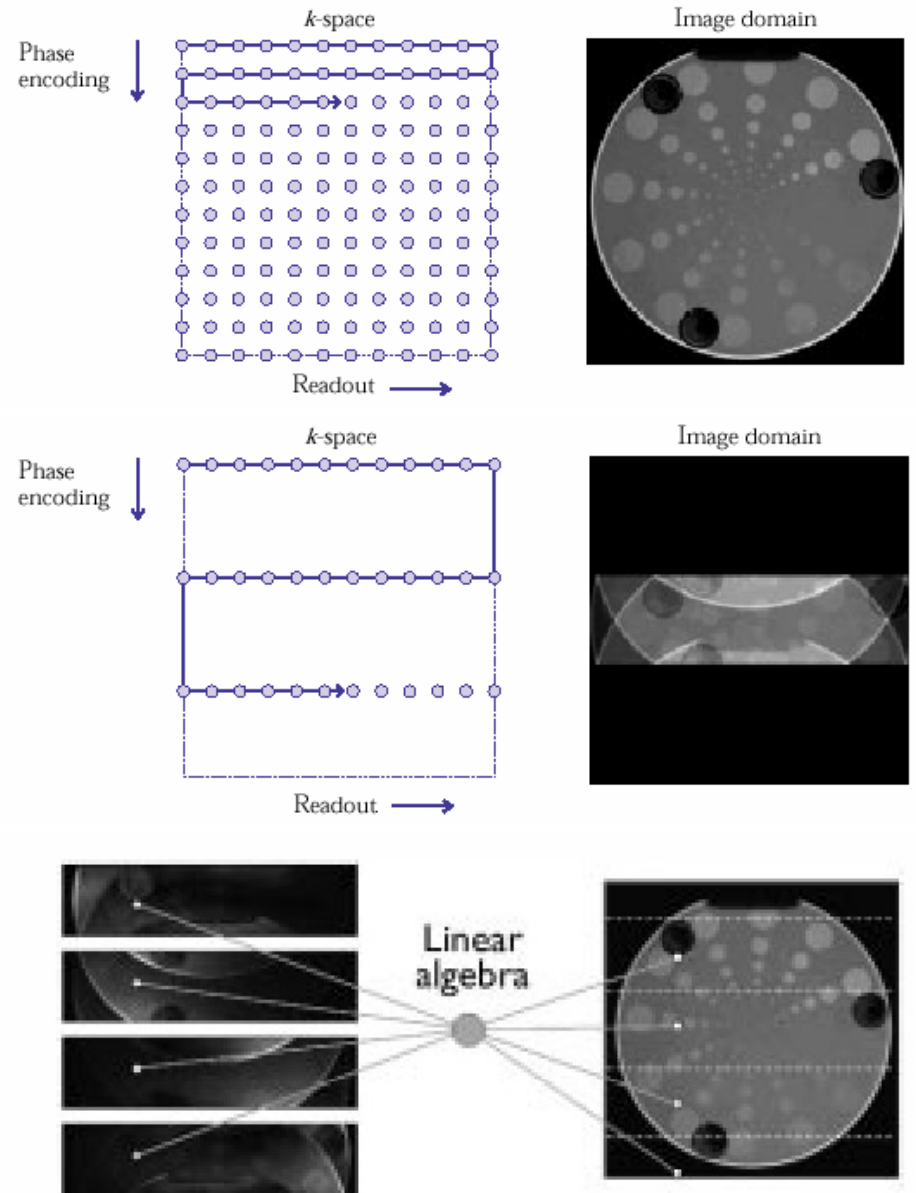 k-space
Image domain
Phase
encoding
Readout
k-space
Image domain
Phase
encoding
Readout
Linear
algebra